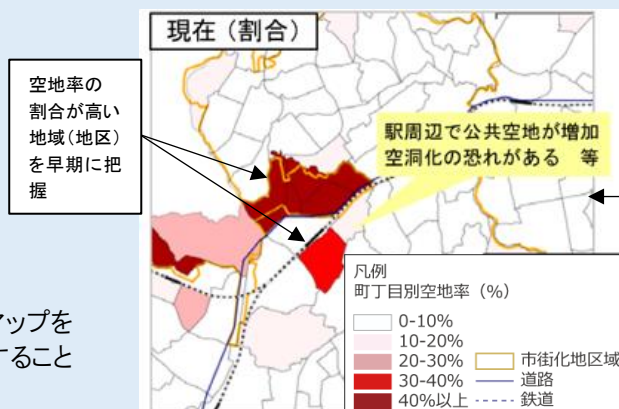 現在（割合）
空地率の
割合が高い
地域（地区）
を早期に把
握
駅周辺で公共空地が増加
空洞化の恐れがある　等
マップを
すること
凡例
町丁目別空地率（%）
0-10%
10-20%
20-30%
30-40%
40%以上
市街化地区域
道路
鉄道